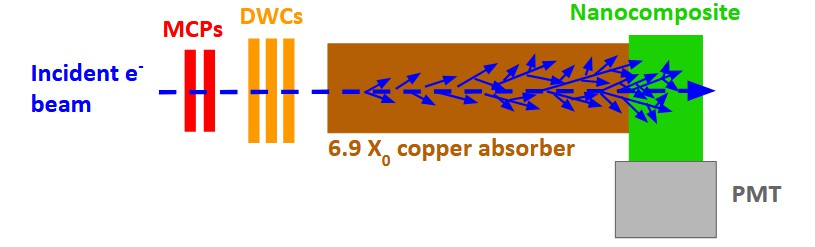 DWCs
Nanocomposite
MCPs
Incident e-
beam
6.9 X0 copper absorber
PMT